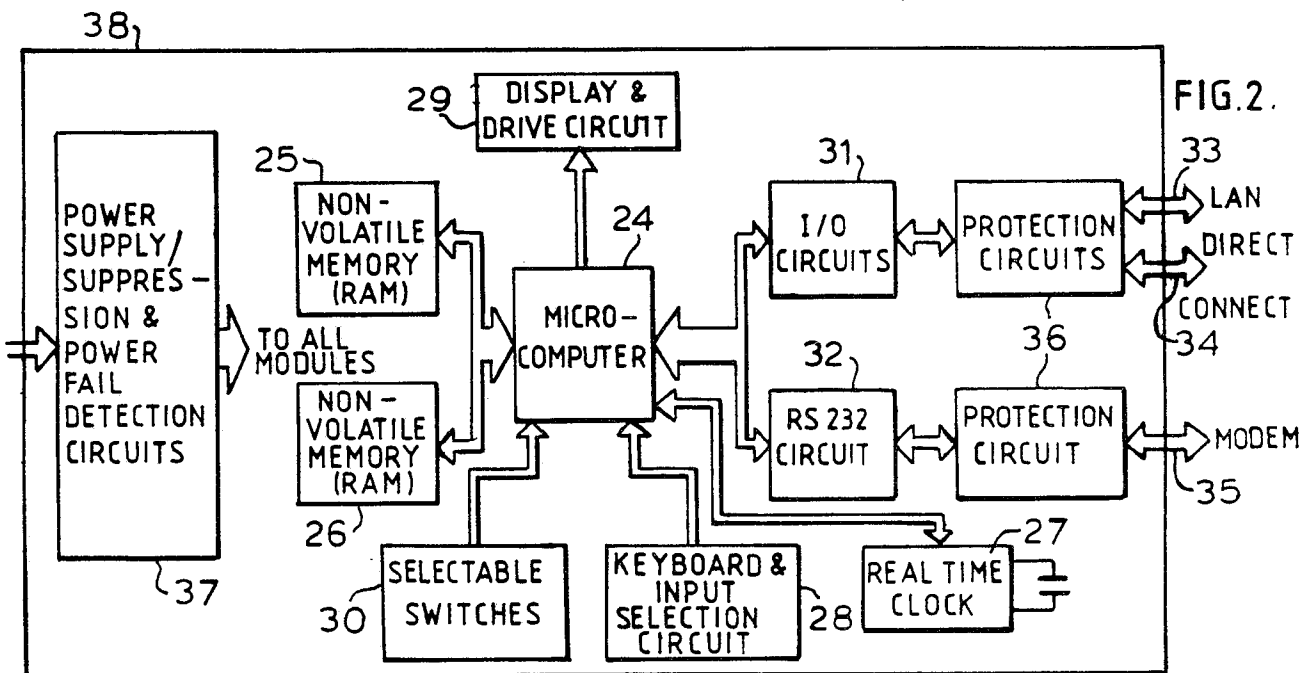 38
FIG.2.
29
DISPLAY &
DRIVE CIRCUIT
25
NON-
VOLATILE
MEMORY
(RAM)
24
MICRO-
COMPUTER
31
I/O
CIRCUITS
PROTECTION
CIRCUITS
36
33
LAN
DIRECT
CONNECT
34
POWER
SUPPLY/
SUPPRES-
SION &
POWER
FAIL
DETECTION
CIRCUITS
37
TO ALL
MODULES
NON-
VOLATILE
MEMORY
(RAM)
26
32
RS 232
CIRCUIT
PROTECTION
CIRCUIT
MODEM
35
30
SELECTABLE
SWITCHES
KEYBOARD &
INPUT
SELECTION
CIRCUIT
28
27
REAL TIME
CLOCK